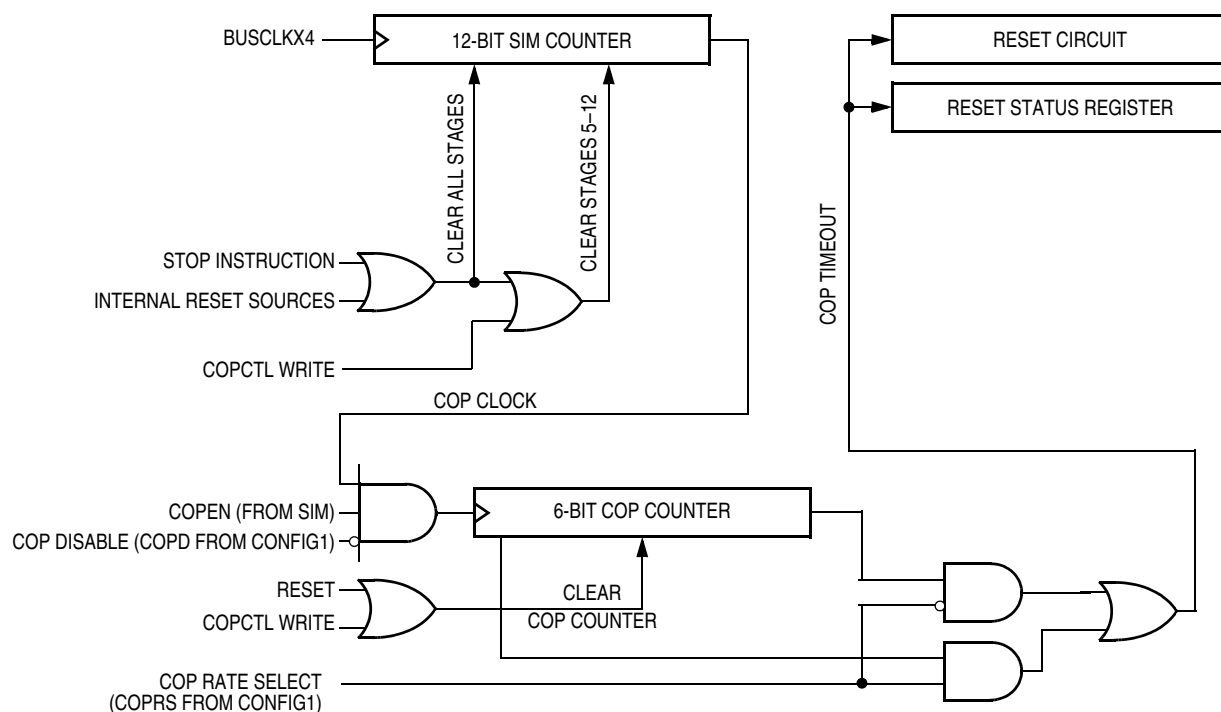 BUSCLKX4
12-BIT SIM COUNTER
RESET CIRCUIT
RESET STATUS REGISTER
CLEAR ALL STAGES
CLEAR STAGES 5–12
STOP INSTRUCTION
INTERNAL RESET SOURCES
COPCTL WRITE
COP TIMEOUT
COP CLOCK
COPEN (FROM SIM)
COP DISABLE (COPD FROM CONFIG1)
6-BIT COP COUNTER
RESET
COPCTL WRITE
CLEAR
COP COUNTER
COP RATE SELECT
(COPRS FROM CONFIG1)